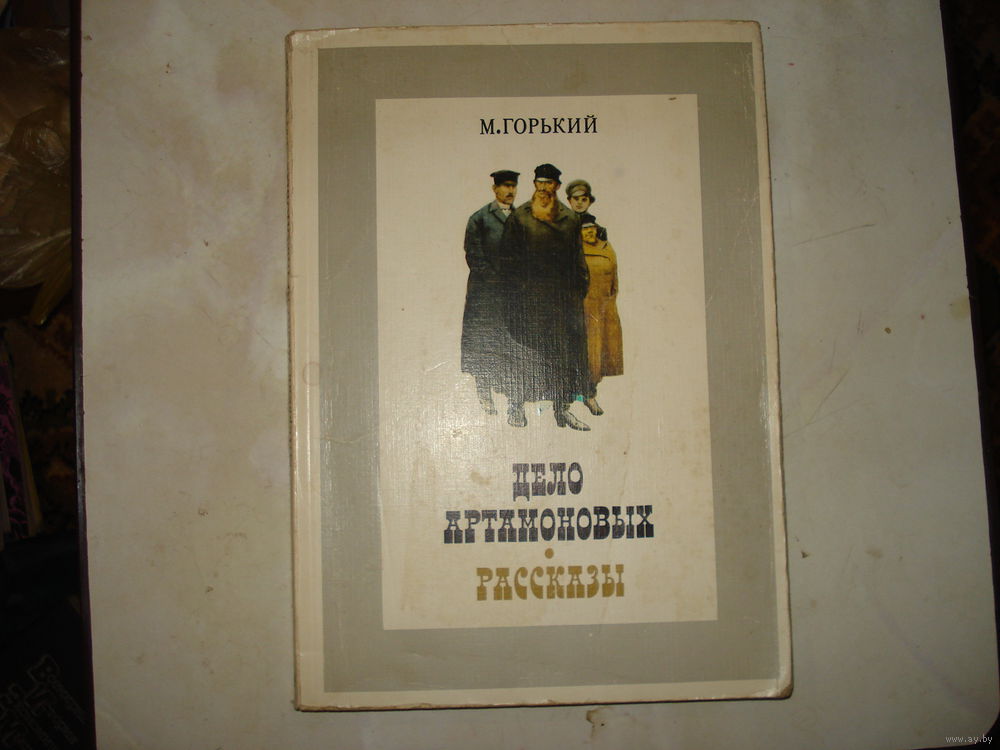 М.ГОРЬКИЙ
ДЕЛО
АРТАМОНОВЫХ
•
РАССКАЗЫ
www.ay.by